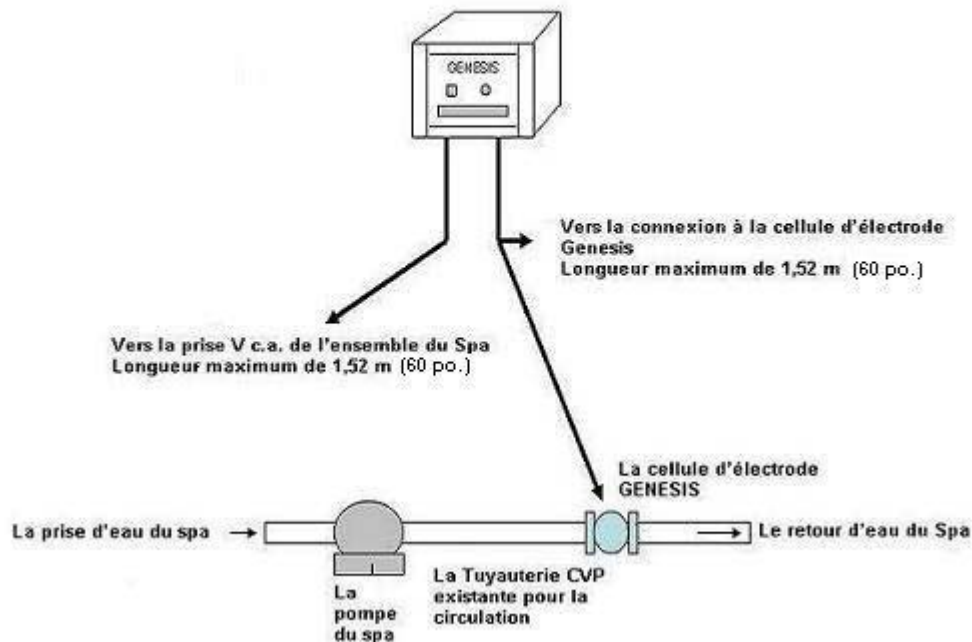 GENESIS
Vers la connexion à la cellule d'électrode
Genesis
Longueur maximum de 1,52 m (60 po.)
Vers la prise V c.a. de l'ensemble du Spa
Longueur maximum de 1,52 m (60 po.)
La cellule d'électrode
GENESIS
La prise d'eau du spa
Le retour d'eau du Spa
La
pompe
du spa
La Tuyauterie CVP
existante pour la
circulation